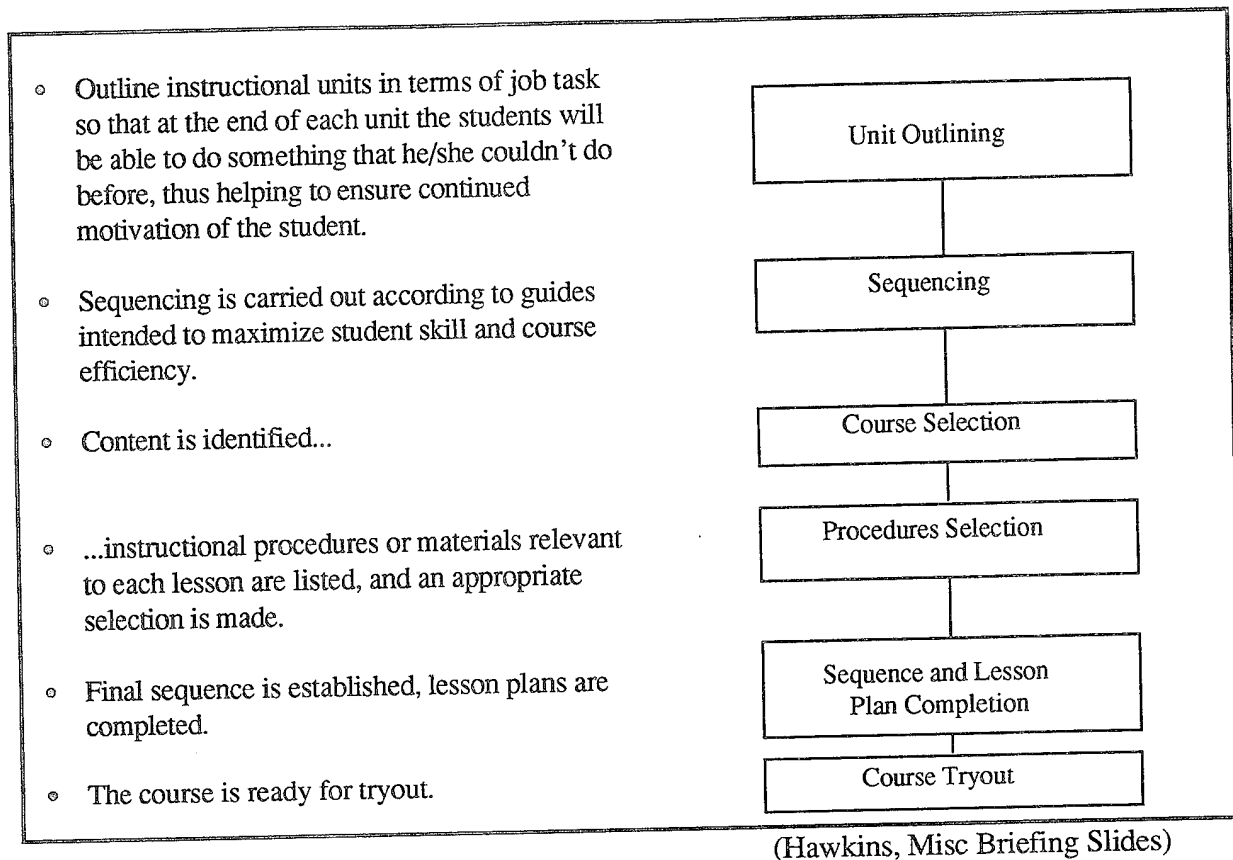 Outline instructional units in terms of job task
so that at the end of each unit the students will
be able to do something that he/she couldn't do
before, thus helping to ensure continued
motivation of the student.
Sequencing is carried out according to guides
intended to maximize student skill and course
efficiency.
Content is identified...
...instructional procedures or materials relevant
to each lesson are listed, and an appropriate
selection is made.
Final sequence is established, lesson plans are
completed.
The course is ready for tryout.
Unit Outlining
Sequencing
Course Selection
Procedures Selection
Sequence and Lesson
Plan Completion
Course Tryout
(Hawkins, Misc Briefing Slides)